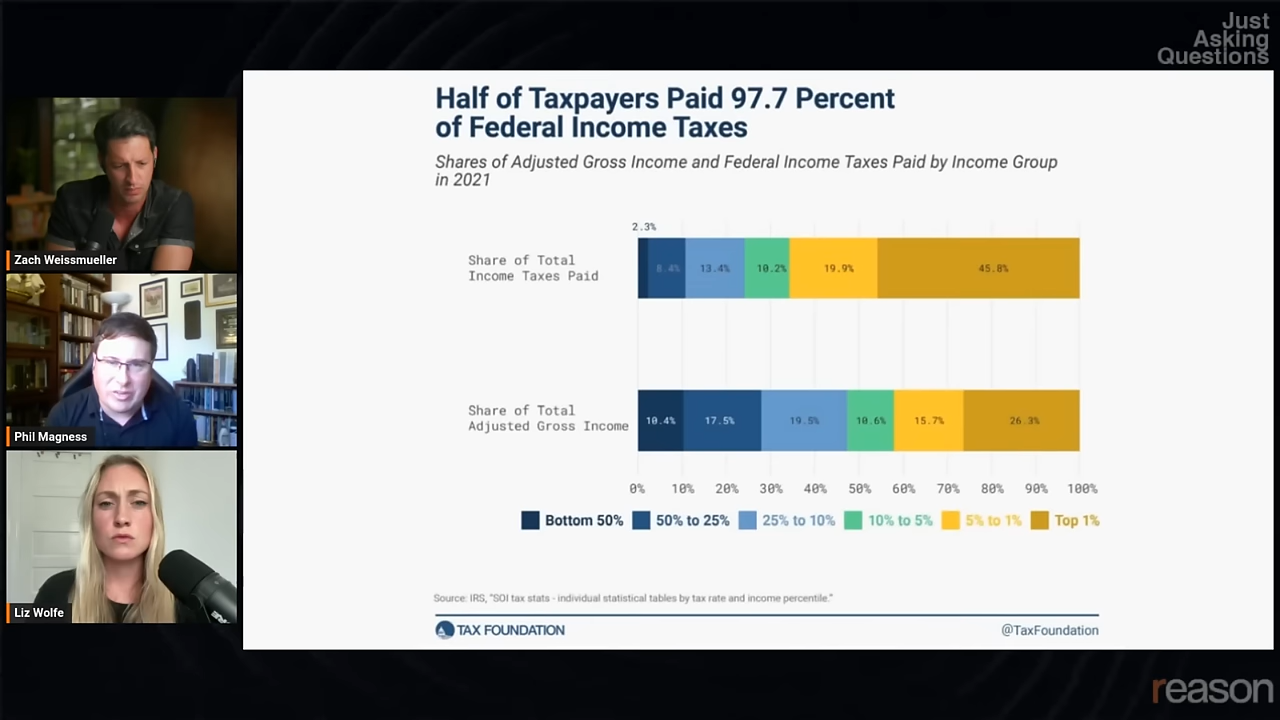 Just
Asking
Questions
Half of Taxpayers Paid 97.7 Percent
of Federal Income Taxes
Shares of Adjusted Gross Income and Federal Income Taxes Paid by Income Group
in 2021
2.3%
Share of Total
Income Taxes Paid
8.4% 13.4% 10.2% 19.9% 45.8%
Share of Total
Adjusted Gross Income
10.4% 17.5% 19.5% 10.6% 15.7% 26.3%
0% 10% 20% 30% 40% 50% 60% 70% 80% 90% 100%
Bottom 50% 50% to 25% 25% to 10% 10% to 5% 5% to 1% Top 1%
Source: IRS, "SOI tax stats - individual statistical tables by tax rate and income percentile."
TAX FOUNDATION
@TaxFoundation
Zach Weissmueller
Phil Magness
Liz Wolfe
reason